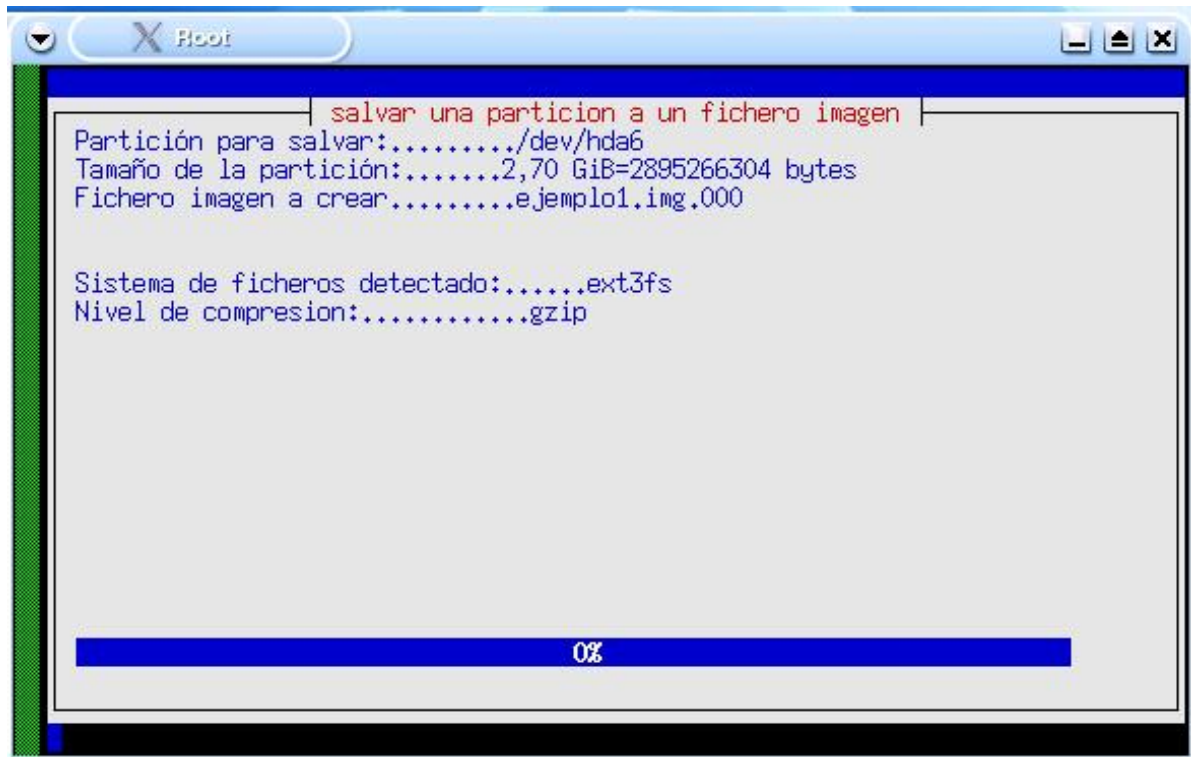 Root
salvar una particion a un fichero imagen
Partición para salvar:........./dev/hda6
Tamaño de la partición:.......2,70 GiB=2895266304 bytes
Fichero imagen a crear.........ejemplo1.img.000
Sistema de ficheros detectado:......ext3fs
Nivel de compresion:............gzip
0%